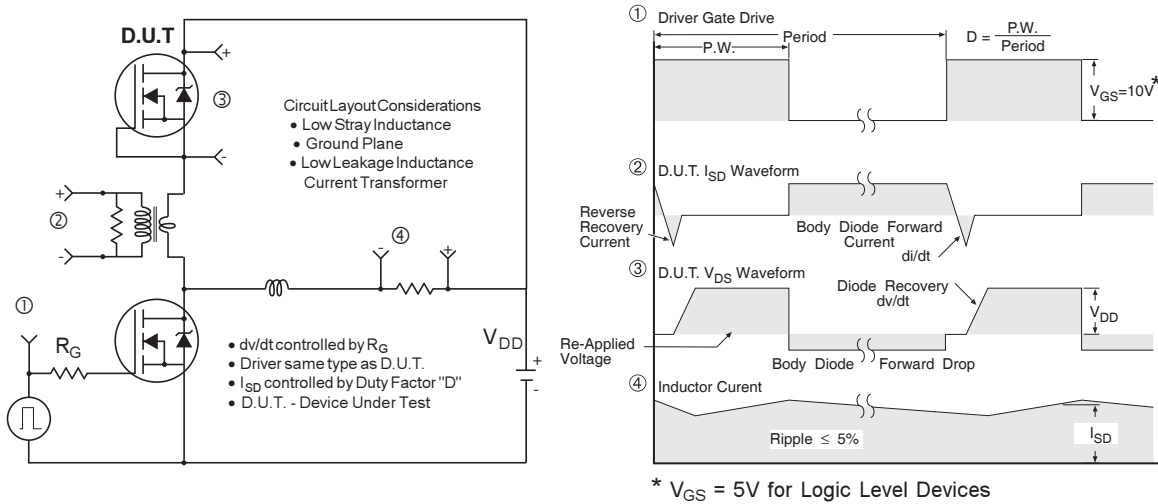 D.U.T
+
③
-
Circuit Layout Considerations
• Low Stray Inductance
• Ground Plane
• Low Leakage Inductance
Current Transformer
+
②
-
④
-
+
①
R_G
• dv/dt controlled by R_G
• Driver same type as D.U.T.
• I_SD controlled by Duty Factor "D"
• D.U.T. - Device Under Test
V_DD
+
-
① Driver Gate Drive
P.W.
Period
D = P.W. / Period
V_GS=10V*
② D.U.T. I_SD Waveform
Reverse
Recovery
Current
Body Diode Forward
Current
di/dt
③ D.U.T. V_DS Waveform
Diode Recovery
dv/dt
V_DD
Re-Applied
Voltage
Body Diode Forward Drop
④ Inductor Curent
Ripple ≤ 5%
I_SD
* V_GS = 5V for Logic Level Devices